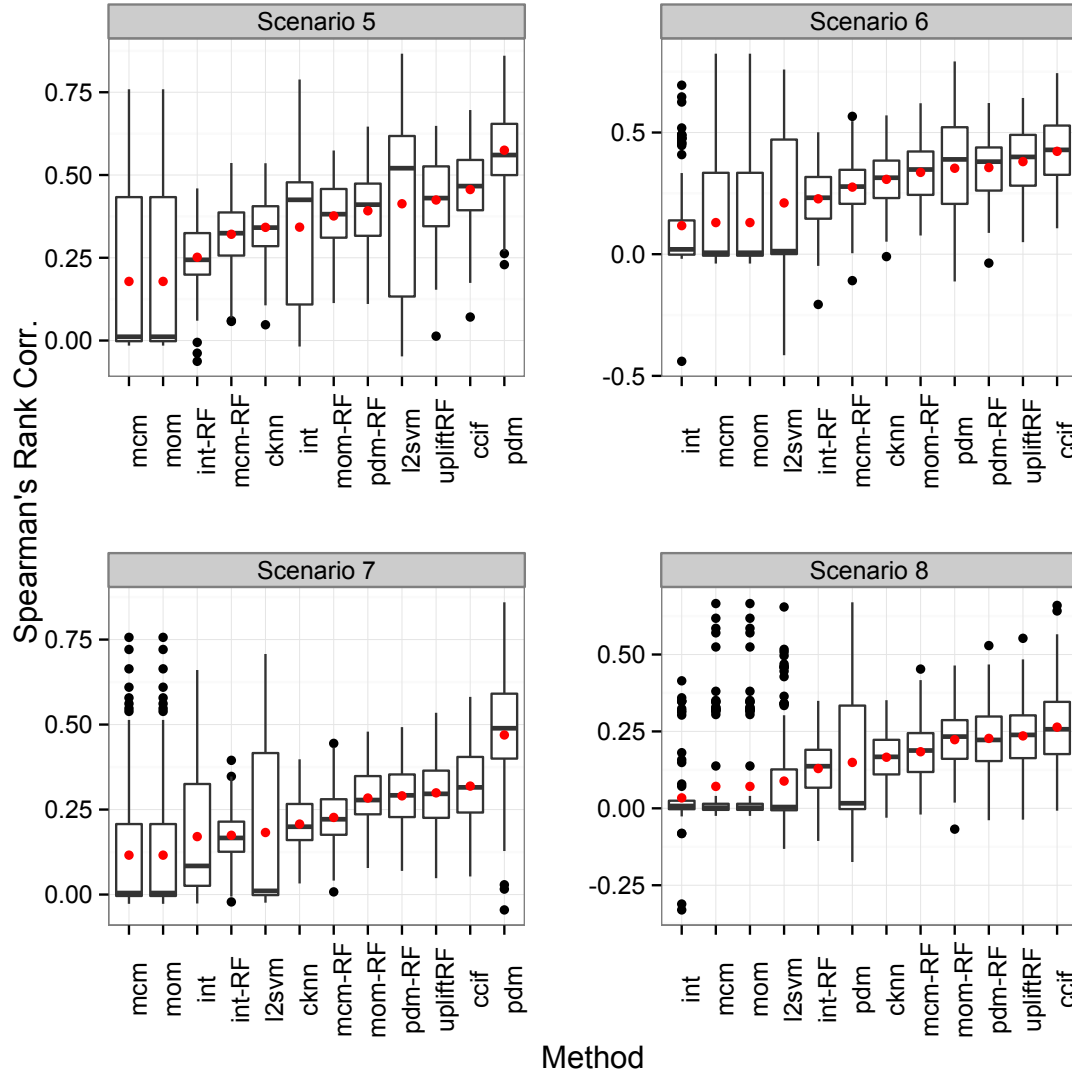 Scenario 5
Scenario 6
0.75
0.50
0.25
0.00
0.5
0.0
-0.5
mcm
mom
int-RF
mcm-RF
cknn
int
mom-RF
pdm-RF
l2svm
upliftRF
ccif
pdm
int
mcm
mom
l2svm
int-RF
mcm-RF
cknn
mom-RF
pdm
pdm-RF
upliftRF
ccif
Spearman's Rank Corr.
Scenario 7
Scenario 8
0.75
0.50
0.25
0.00
0.50
0.25
0.00
-0.25
mcm
mom
int
int-RF
l2svm
cknn
mcm-RF
mom-RF
pdm-RF
upliftRF
ccif
pdm
int
mcm
mom
l2svm
int-RF
pdm
cknn
mcm-RF
mom-RF
pdm-RF
upliftRF
ccif
Method